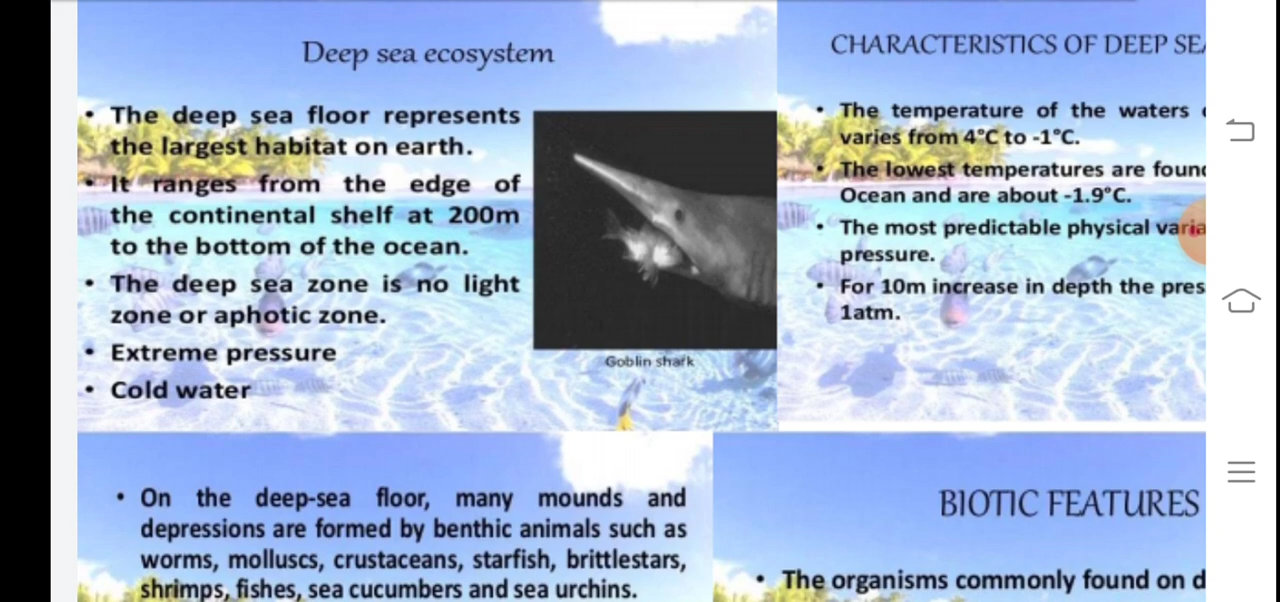 Deep sea ecosystem
• The deep sea floor represents
the largest habitat on earth.
• It ranges from the edge of
the continental shelf at 200m
to the bottom of the ocean.
• The deep sea zone is no light
zone or aphotic zone.
• Extreme pressure
• Cold water
Goblin shark
CHARACTERISTICS OF DEEP
• The temperature of the waters
varies from 4°C to -1°C.
• The lowest temperatures are
Ocean and are about -1.9°C.
• The most predictable physical
pressure.
• For 10m increase in depth the
1atm.
• On the deep-sea floor, many mounds and
depressions are formed by benthic animals such as
worms, molluscs, crustaceans, starfish, brittlestars,
shrimps, fishes, sea cucumbers and sea urchins.
BIOTIC FEATURES
• The organisms commonly found on